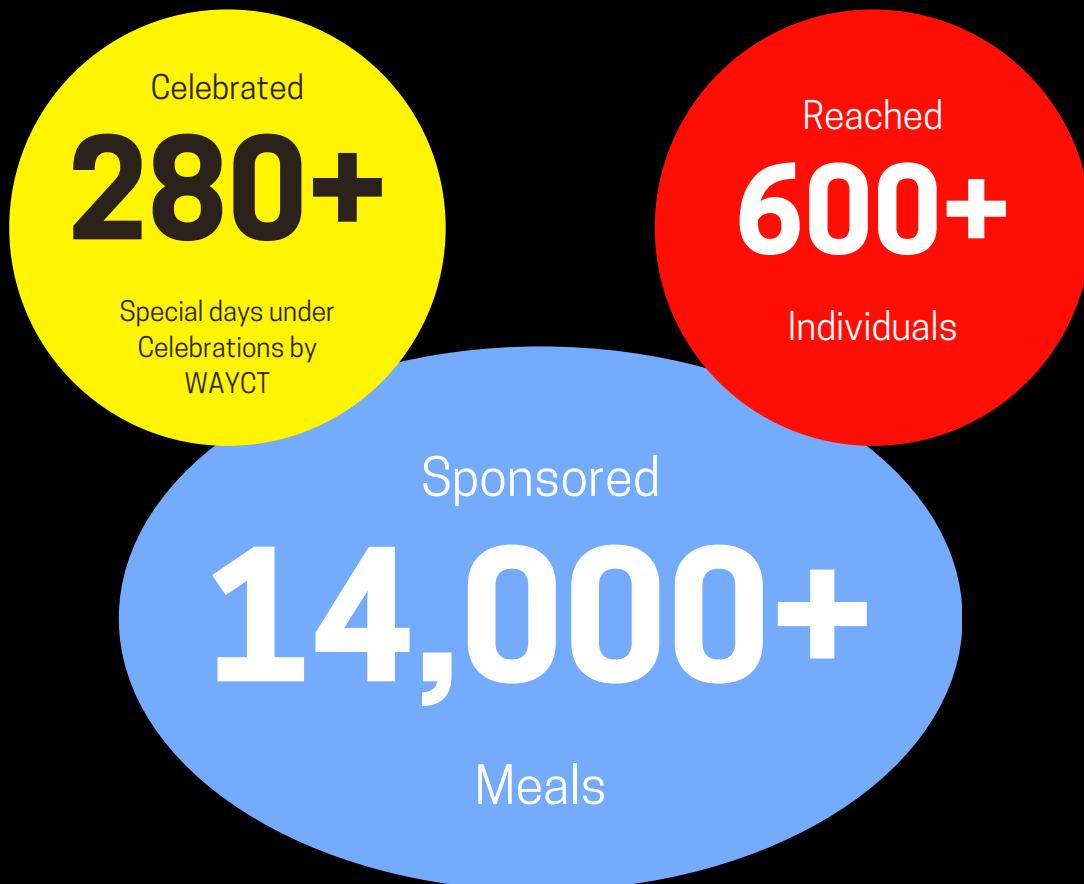 Celebrated
280+
Special days under
Celebrations by
WAYCT
Reached
600+
Individuals
Sponsored
14,000+
Meals